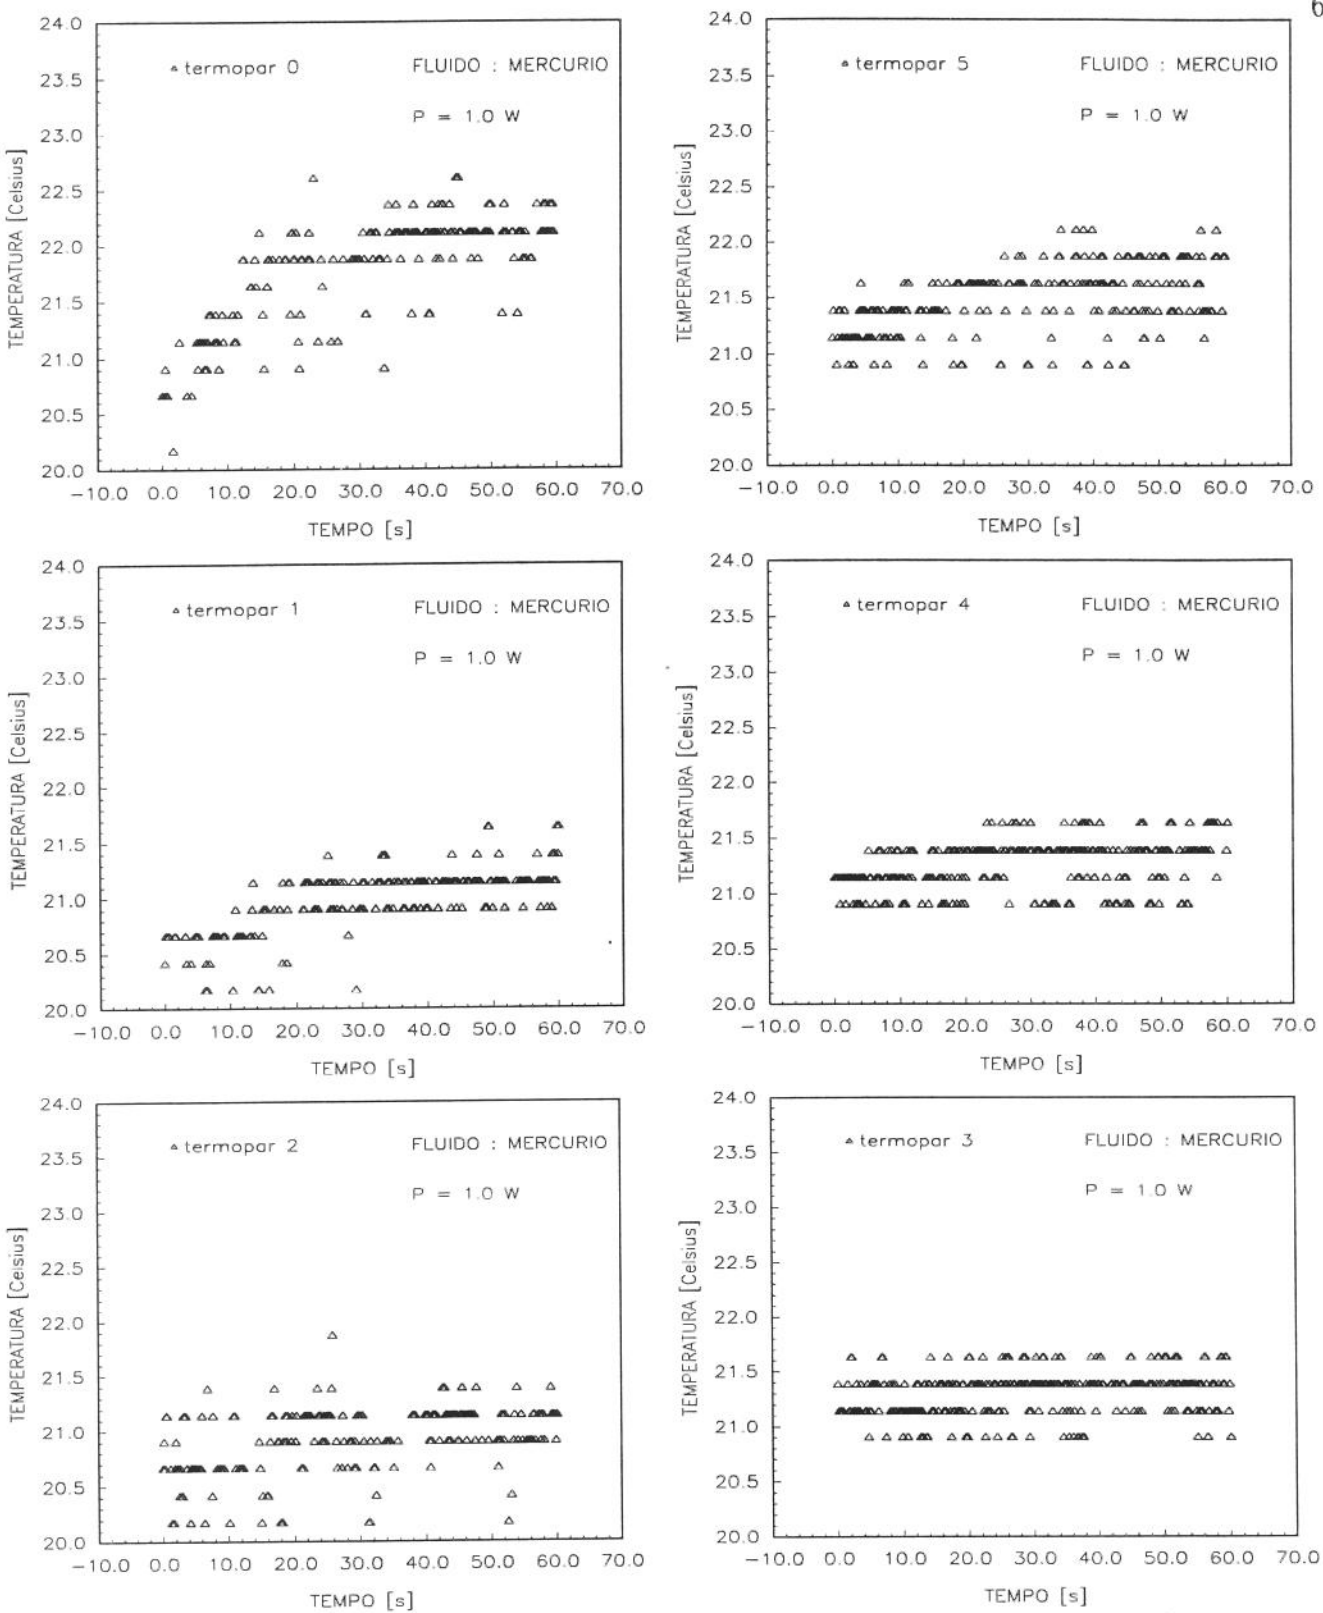 6
24.0
△ termopar 0 FLUIDO : MERCURIO
23.5
P = 1.0 W
23.0
22.5
22.0
21.5
21.0
20.5
20.0
TEMPERATURA [Celsius]
−10.0 0.0 10.0 20.0 30.0 40.0 50.0 60.0 70.0
TEMPO [s]
24.0
△ termopar 5 FLUIDO : MERCURIO
23.5
P = 1.0 W
23.0
22.5
22.0
21.5
21.0
20.5
20.0
TEMPERATURA [Celsius]
−10.0 0.0 10.0 20.0 30.0 40.0 50.0 60.0 70.0
TEMPO [s]
24.0
△ termopar 1 FLUIDO : MERCURIO
23.5
P = 1.0 W
23.0
22.5
22.0
21.5
21.0
20.5
20.0
TEMPERATURA [Celsius]
−10.0 0.0 10.0 20.0 30.0 40.0 50.0 60.0 70.0
TEMPO [s]
24.0
△ termopar 4 FLUIDO : MERCURIO
23.5
P = 1.0 W
23.0
22.5
22.0
21.5
21.0
20.5
20.0
TEMPERATURA [Celsius]
−10.0 0.0 10.0 20.0 30.0 40.0 50.0 60.0 70.0
TEMPO [s]
24.0
△ termopar 2 FLUIDO : MERCURIO
23.5
P = 1.0 W
23.0
22.5
22.0
21.5
21.0
20.5
20.0
TEMPERATURA [Celsius]
−10.0 0.0 10.0 20.0 30.0 40.0 50.0 60.0 70.0
TEMPO [s]
24.0
△ termopar 3 FLUIDO : MERCURIO
23.5
P = 1.0 W
23.0
22.5
22.0
21.5
21.0
20.5
20.0
TEMPERATURA [Celsius]
−10.0 0.0 10.0 20.0 30.0 40.0 50.0 60.0 70.0
TEMPO [s]